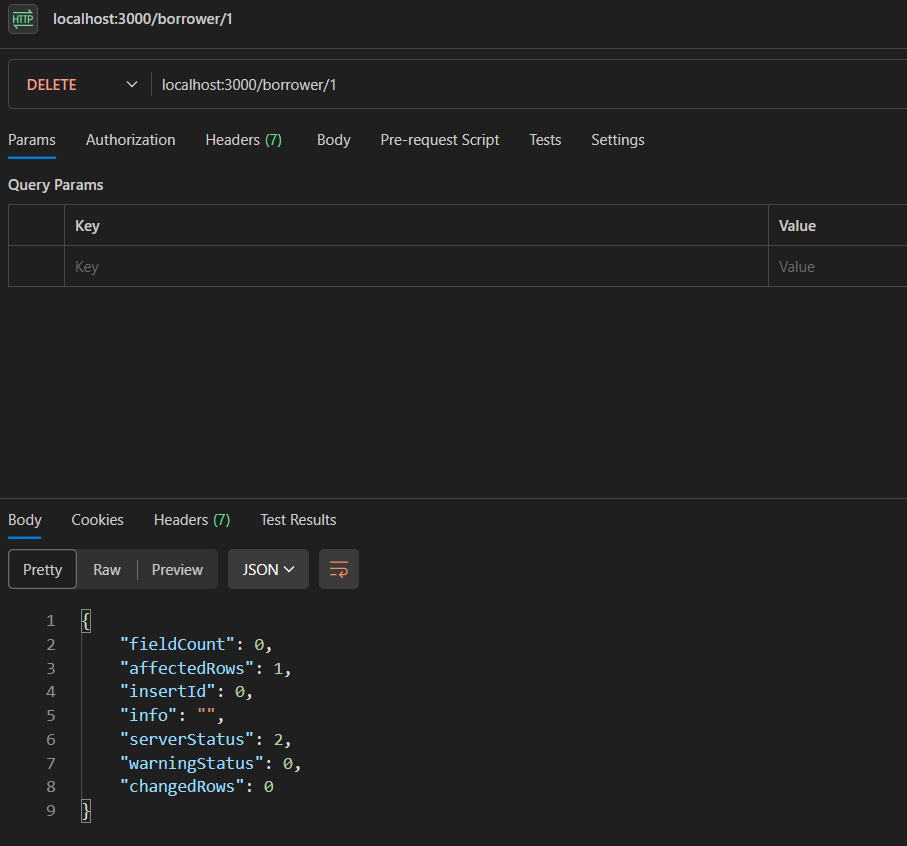 HTTP localhost:3000/borrower/1
DELETE localhost:3000/borrower/1
Params Authorization Headers (7) Body Pre-request Script Tests Settings
Query Params
Key Value
Key Value
Body Cookies Headers (7) Test Results
Pretty Raw Preview JSON
1 {
2 "fieldCount": 0,
3 "affectedRows": 1,
4 "insertId": 0,
5 "info": "",
6 "serverStatus": 2,
7 "warningStatus": 0,
8 "changedRows": 0
9 }